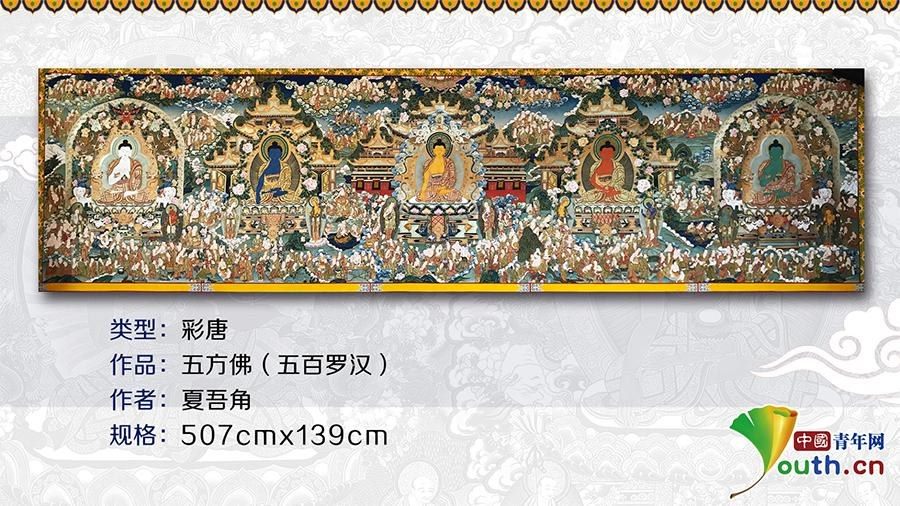 类型：彩唐
作品：五方佛（五百罗汉）
作者：夏吾角
规格：507cmx139cm
中國青年网
Youth.cn